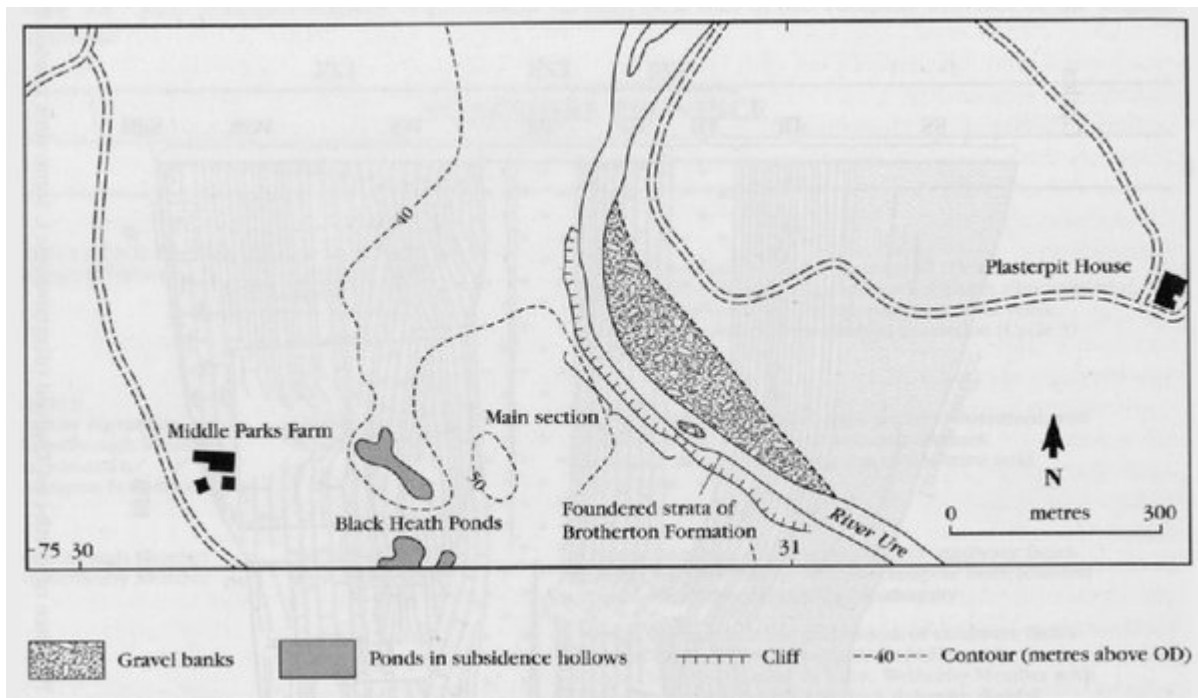 40
Plasterpit House
Main section
Middle Parks Farm
50
N
Black Heath Ponds
Foundered strata of
Brotherton Formation
River Ure
0 metres 300
75 30
31
Gravel banks
Ponds in subsidence hollows
Cliff
40 Contour (metres above OD)